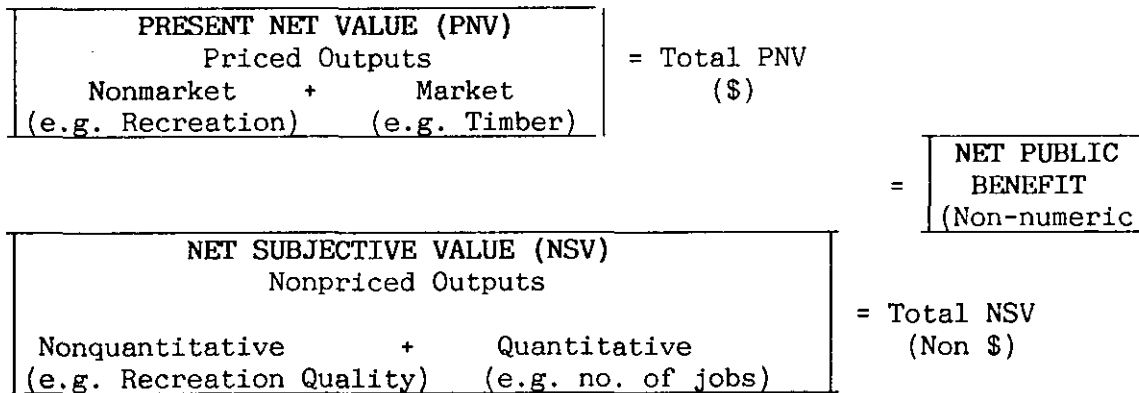 PRESENT NET VALUE (PNV)
Priced Outputs
Nonmarket + Market
(e.g. Recreation) (e.g. Timber)
= Total PNV
($)
NET SUBJECTIVE VALUE (NSV)
Nonpriced Outputs
Nonquantitative + Quantitative
(e.g. Recreation Quality) (e.g. no. of jobs)
= Total NSV
(Non $)
= NET PUBLIC
BENEFIT
(Non-numeric